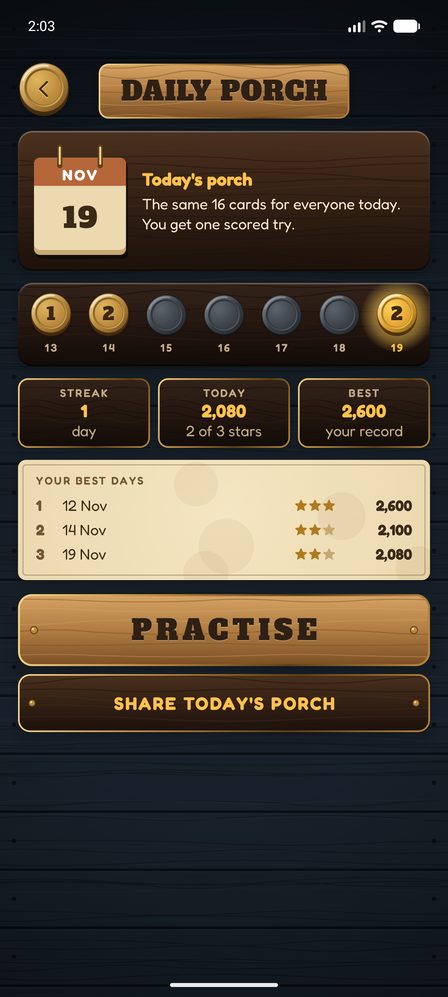 2:03
DAILY PORCH
NOV
19
Today's porch
The same 16 cards for everyone today.
You get one scored try.
1 2 2
13 14 15 16 17 18 19
STREAK
1
day
TODAY
2,080
2 of 3 stars
BEST
2,600
your record
YOUR BEST DAYS
1 12 Nov 2,600
2 14 Nov 2,100
3 19 Nov 2,080
PRACTISE
SHARE TODAY'S PORCH